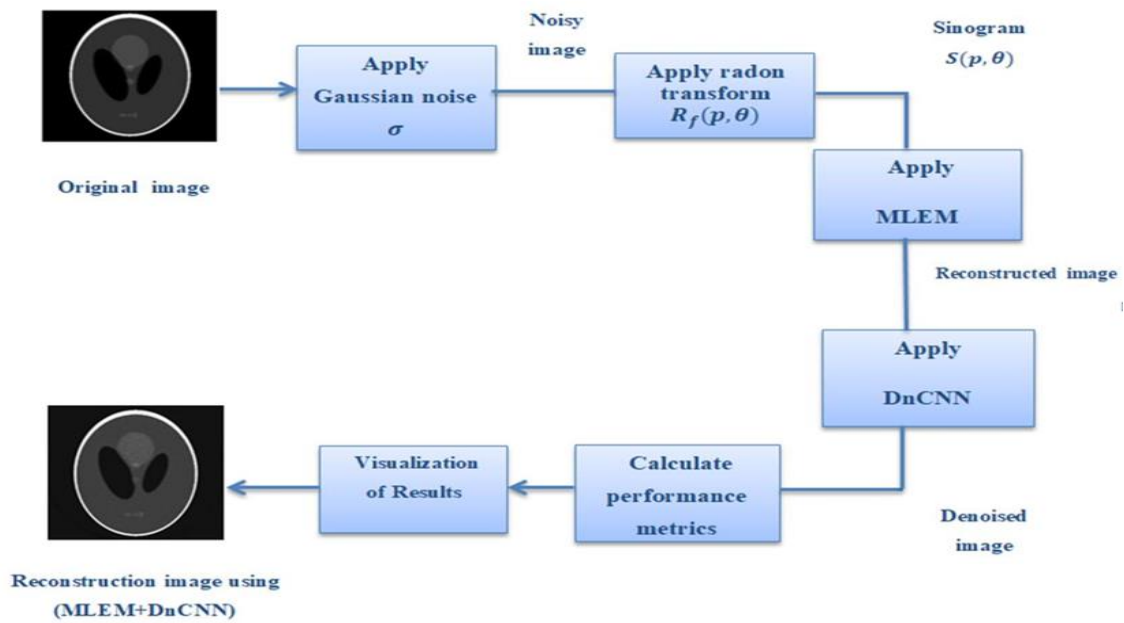 Original image
Apply
Gaussian noise
σ
Noisy
image
Apply radon
transform
R_f(p,θ)
Sinogram
S(p,θ)
Apply
MLEM
Reconstructed image
Apply
DnCNN
Denoised
image
Calculate
performance
metrics
Visualization
of Results
Reconstruction image using
(MLEM+DnCNN)